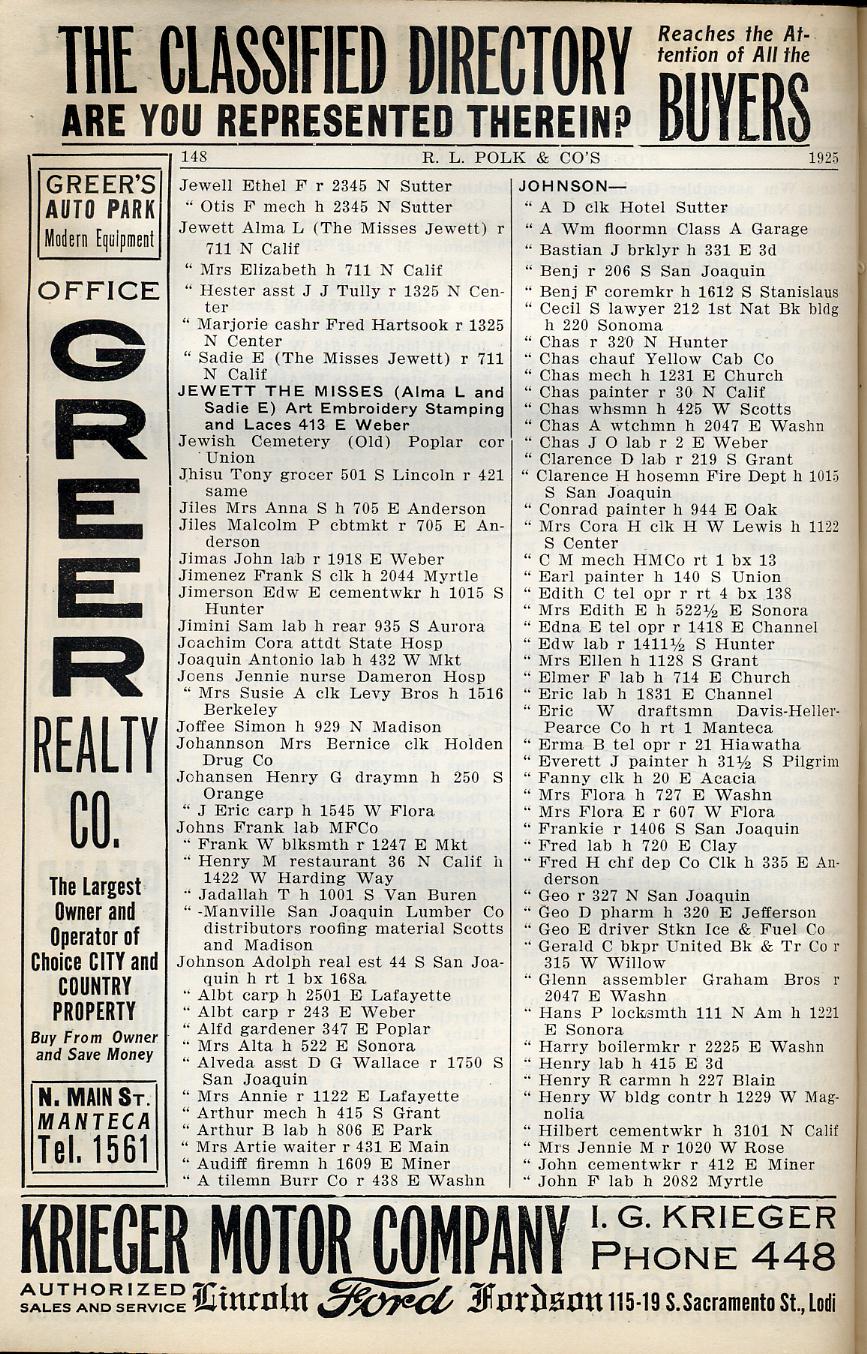 THE CLASSIFIED DIRECTORY
ARE YOU REPRESENTED THEREIN?
Reaches the At-
tention of All the
BUYERS
148 R. L. POLK & CO'S 1925
GREER'S
AUTO PARK
Modern Equipment
OFFICE
GREER
REALTY
CO.
The Largest
Owner and
Operator of
Choice CITY and
COUNTRY
PROPERTY
Buy From Owner
and Save Money
N. MAIN ST.
MANTECA
Tel. 1561
Jewell Ethel F r 2345 N Sutter
" Otis F mech h 2345 N Sutter
Jewett Alma L (The Misses Jewett) r
711 N Calif
" Mrs Elizabeth h 711 N Calif
" Hester asst J J Tully r 1325 N Cen-
ter
" Marjorie cashr Fred Hartsook r 1325
N Center
" Sadie E (The Misses Jewett) r 711
N Calif
JEWETT THE MISSES (Alma L and
Sadie E) Art Embroidery Stamping
and Laces 413 E Weber
Jewish Cemetery (Old) Poplar cor
Union
Jhisu Tony grocer 501 S Lincoln r 421
same
Jiles Mrs Anna S h 705 E Anderson
Jiles Malcolm P cbtmkt r 705 E An-
derson
Jimas John lab r 1918 E Weber
Jimenez Frank S clk h 2044 Myrtle
Jimerson Edw E cementwkr h 1015 S
Hunter
Jimini Sam lab h rear 935 S Aurora
Joachim Cora attdt State Hosp
Joaquin Antonio lab h 432 W Mkt
Joens Jennie nurse Dameron Hosp
" Mrs Susie A clk Levy Bros h 1516
Berkeley
Joffee Simon h 929 N Madison
Johannson Mrs Bernice clk Holden
Drug Co
Johansen Henry G draymn h 250 S
Orange
" J Eric carp h 1545 W Flora
Johns Frank lab MFCo
" Frank W blksmth r 1247 E Mkt
" Henry M restaurant 36 N Calif h
1422 W Harding Way
" Jadallah T h 1001 S Van Buren
" -Manville San Joaquin Lumber Co
distributors roofing material Scotts
and Madison
Johnson Adolph real est 44 S San Joa-
quin h rt 1 bx 168a
" Albt carp h 2501 E Lafayette
" Albt carp r 243 E Weber
" Alfd gardener 347 E Poplar
" Mrs Alta h 522 E Sonora
" Alveda asst D G Wallace r 1750 S
San Joaquin
" Mrs Annie r 1122 E Lafayette
" Arthur mech h 415 S Grant
" Arthur B lab h 806 E Park
" Mrs Artie waiter r 431 E Main
" Audiff firemn h 1609 E Miner
" A tilemn Burr Co r 438 E Washn
JOHNSON—
" A D clk Hotel Sutter
" A Wm floormn Class A Garage
" Bastian J brklyr h 331 E 3d
" Benj r 206 S San Joaquin
" Benj F coremkr h 1612 S Stanislaus
" Cecil S lawyer 212 1st Nat Bk bldg
h 220 Sonoma
" Chas r 320 N Hunter
" Chas chauf Yellow Cab Co
" Chas mech h 1231 E Church
" Chas painter r 30 N Calif
" Chas whsmn h 425 W Scotts
" Chas A wtchmn h 2047 E Washn
" Chas J O lab r 2 E Weber
" Clarence D lab r 219 S Grant
" Clarence H hosemn Fire Dept h 1015
S San Joaquin
" Conrad painter h 944 E Oak
" Mrs Cora H clk H W Lewis h 1122
S Center
" C M mech HMCo rt 1 bx 13
" Earl painter h 140 S Union
" Edith C tel opr r rt 4 bx 138
" Mrs Edith E h 522½ E Sonora
" Edna E tel opr r 1418 E Channel
" Edw lab r 1411½ S Hunter
" Mrs Ellen h 1128 S Grant
" Elmer F lab h 714 E Church
" Eric lab h 1831 E Channel
" Eric W draftsmn Davis-Heller-
Pearce Co h rt 1 Manteca
" Erma B tel opr r 21 Hiawatha
" Everett J painter h 31½ S Pilgrim
" Fanny clk h 20 E Acacia
" Mrs Flora h 727 E Washn
" Mrs Flora E r 607 W Flora
" Frankie r 1406 S San Joaquin
" Fred lab h 720 E Clay
" Fred H chf dep Co Clk h 335 E An-
derson
" Geo r 327 N San Joaquin
" Geo D pharm h 320 E Jefferson
" Geo E driver Stkn Ice & Fuel Co
" Gerald C bkpr United Bk & Tr Co r
315 W Willow
" Glenn assembler Graham Bros r
2047 E Washn
" Hans P locksmth 111 N Am h 1221
E Sonora
" Harry boilermkr r 2225 E Washn
" Henry lab h 415 E 3d
" Henry R carmn h 227 Blain
" Henry W bldg contr h 1229 W Mag-
nolia
" Hilbert cementwkr h 3101 N Calif
" Mrs Jennie M r 1020 W Rose
" John cementwkr r 412 E Miner
" John F lab h 2082 Myrtle
KRIEGER MOTOR COMPANY
I. G. KRIEGER
PHONE 448
AUTHORIZED
SALES AND SERVICE
Lincoln Ford Fordson 115-19 S. Sacramento St., Lodi